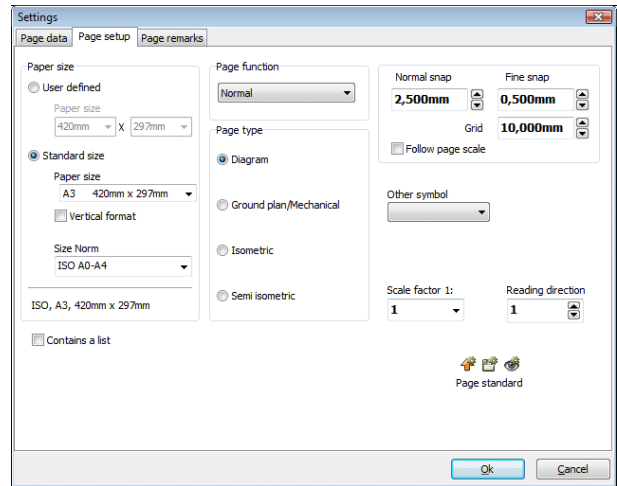 Settings
Page data Page setup Page remarks
Paper size
User defined
Paper size
420mm X 297mm
Standard size
Paper size
A3 420mm x 297mm
Vertical format
Size Norm
ISO A0-A4
ISO, A3, 420mm x 297mm
Contains a list
Page function
Normal
Page type
Diagram
Ground plan/Mechanical
Isometric
Semi isometric
Normal snap Fine snap
2,500mm 0,500mm
Grid 10,000mm
Follow page scale
Other symbol
Scale factor 1: Reading direction
1 1
Page standard
Ok Cancel